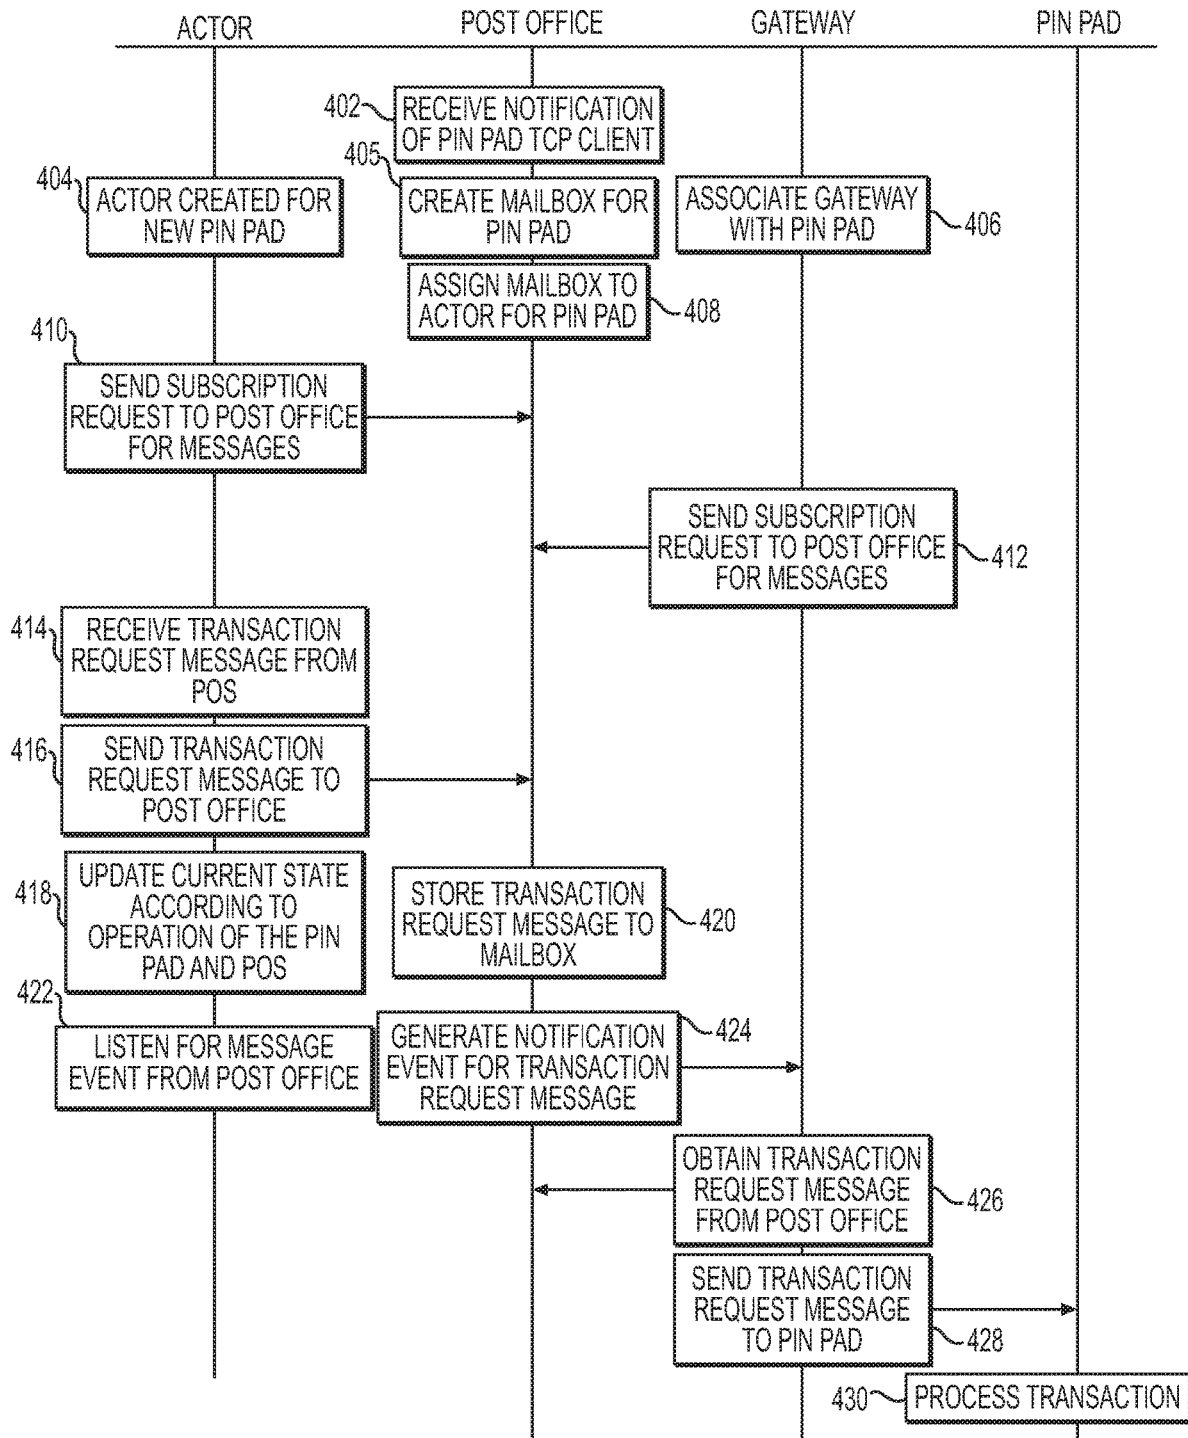 ACTOR
POST OFFICE
GATEWAY
PIN PAD
402
RECEIVE NOTIFICATION
OF PIN PAD TCP CLIENT
404
ACTOR CREATED FOR
NEW PIN PAD
405
CREATE MAILBOX FOR
PIN PAD
ASSOCIATE GATEWAY
WITH PIN PAD
406
ASSIGN MAILBOX TO
ACTOR FOR PIN PAD
408
410
SEND SUBSCRIPTION
REQUEST TO POST OFFICE
FOR MESSAGES
SEND SUBSCRIPTION
REQUEST TO POST OFFICE
FOR MESSAGES
412
414
RECEIVE TRANSACTION
REQUEST MESSAGE FROM
POS
416
SEND TRANSACTION
REQUEST MESSAGE TO
POST OFFICE
418
UPDATE CURRENT STATE
ACCORDING TO
OPERATION OF THE PIN
PAD AND POS
STORE TRANSACTION
REQUEST MESSAGE TO
MAILBOX
420
422
LISTEN FOR MESSAGE
EVENT FROM POST OFFICE
GENERATE NOTIFICATION
EVENT FOR TRANSACTION
REQUEST MESSAGE
424
OBTAIN TRANSACTION
REQUEST MESSAGE
FROM POST OFFICE
426
SEND TRANSACTION
REQUEST MESSAGE
TO PIN PAD
428
430
PROCESS TRANSACTION